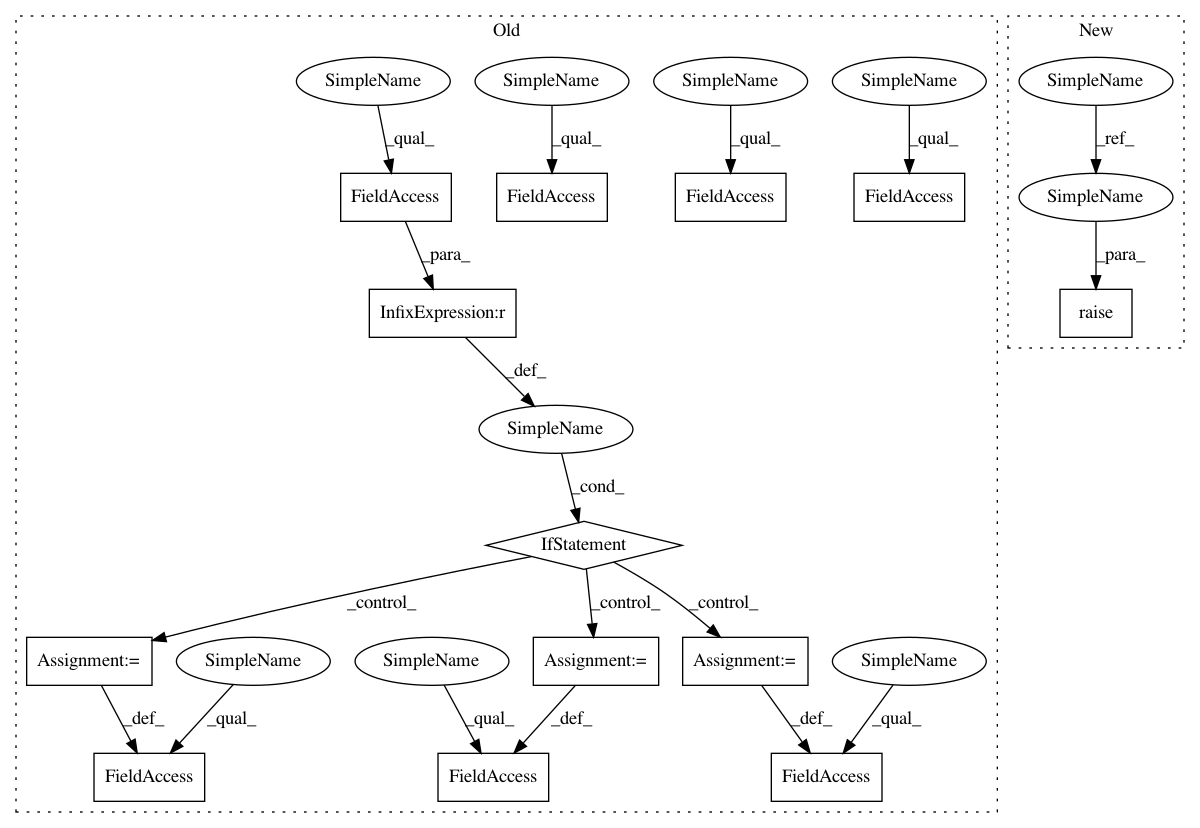 Old
New
SimpleName SimpleName SimpleName SimpleName SimpleName
_qual_ _qual_ _qual_ _qual_ _ref_
FieldAccess FieldAccess FieldAccess FieldAccess SimpleName
_para_ _para_
InfixExpression:r raise
_def_
SimpleName
_cond_
IfStatement
_control_ _control_ _control_
Assignment:= SimpleName SimpleName Assignment:= Assignment:= SimpleName
_def_ _qual_ _qual_ _def_ _def_ _qual_
FieldAccess FieldAccess FieldAccess